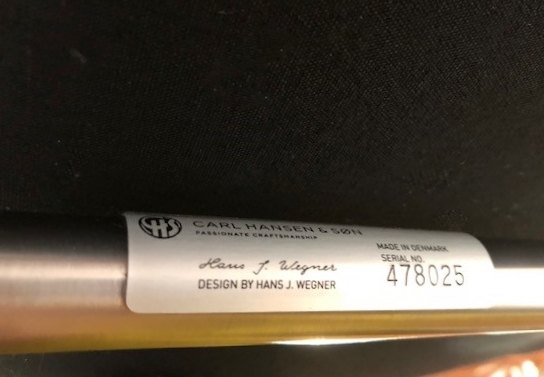 CHS
CARL HANSEN & SØN
PASSIONATE CRAFTSMANSHIP
Hans J. Wegner
DESIGN BY HANS J. WEGNER
MADE IN DENMARK
SERIAL NO.
478025